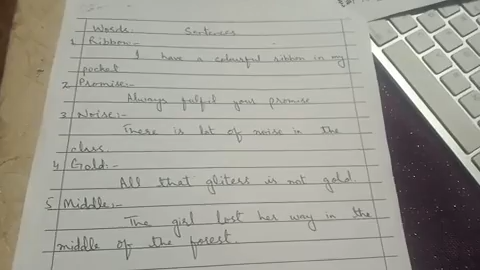 Words:- Sentences
1 Ribbon:-
I have a colourful ribbon in my
pocket
2 Promise:-
Always fulfil your promise
3 Noise:-
There is lot of noise in the
class.
4 Gold:-
All that gliters is not gold.
5 Middle:-
The girl lost her way in the
middle of the forest.